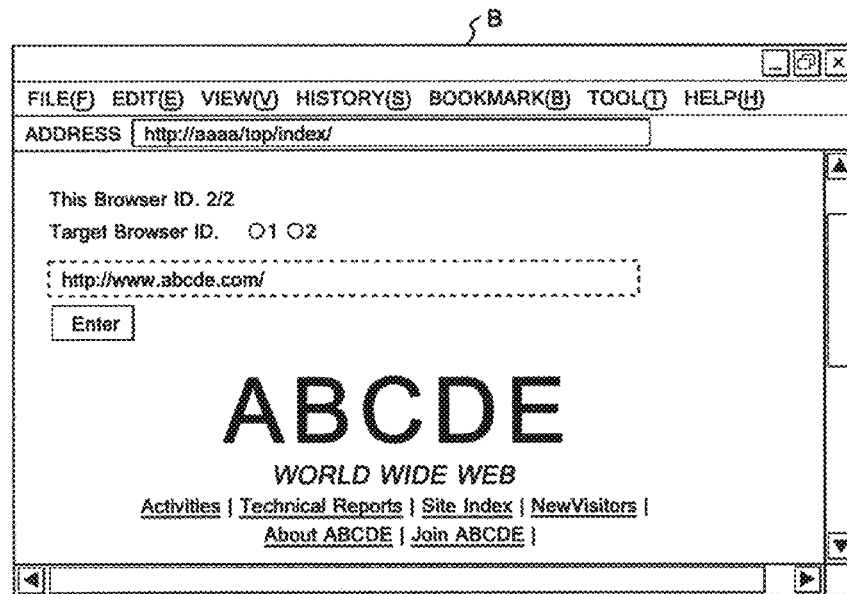 B
FILE(F) EDIT(E) VIEW(V) HISTORY(S) BOOKMARK(B) TOOL(T) HELP(H)
ADDRESS http://aaaa/top/index/
This Browser ID. 2/2
Target Browser ID. ○1 ○2
http://www.abcde.com/
Enter
ABCDE
WORLD WIDE WEB
Activities | Technical Reports | Site Index | NewVisitors |
About ABCDE | Join ABCDE |